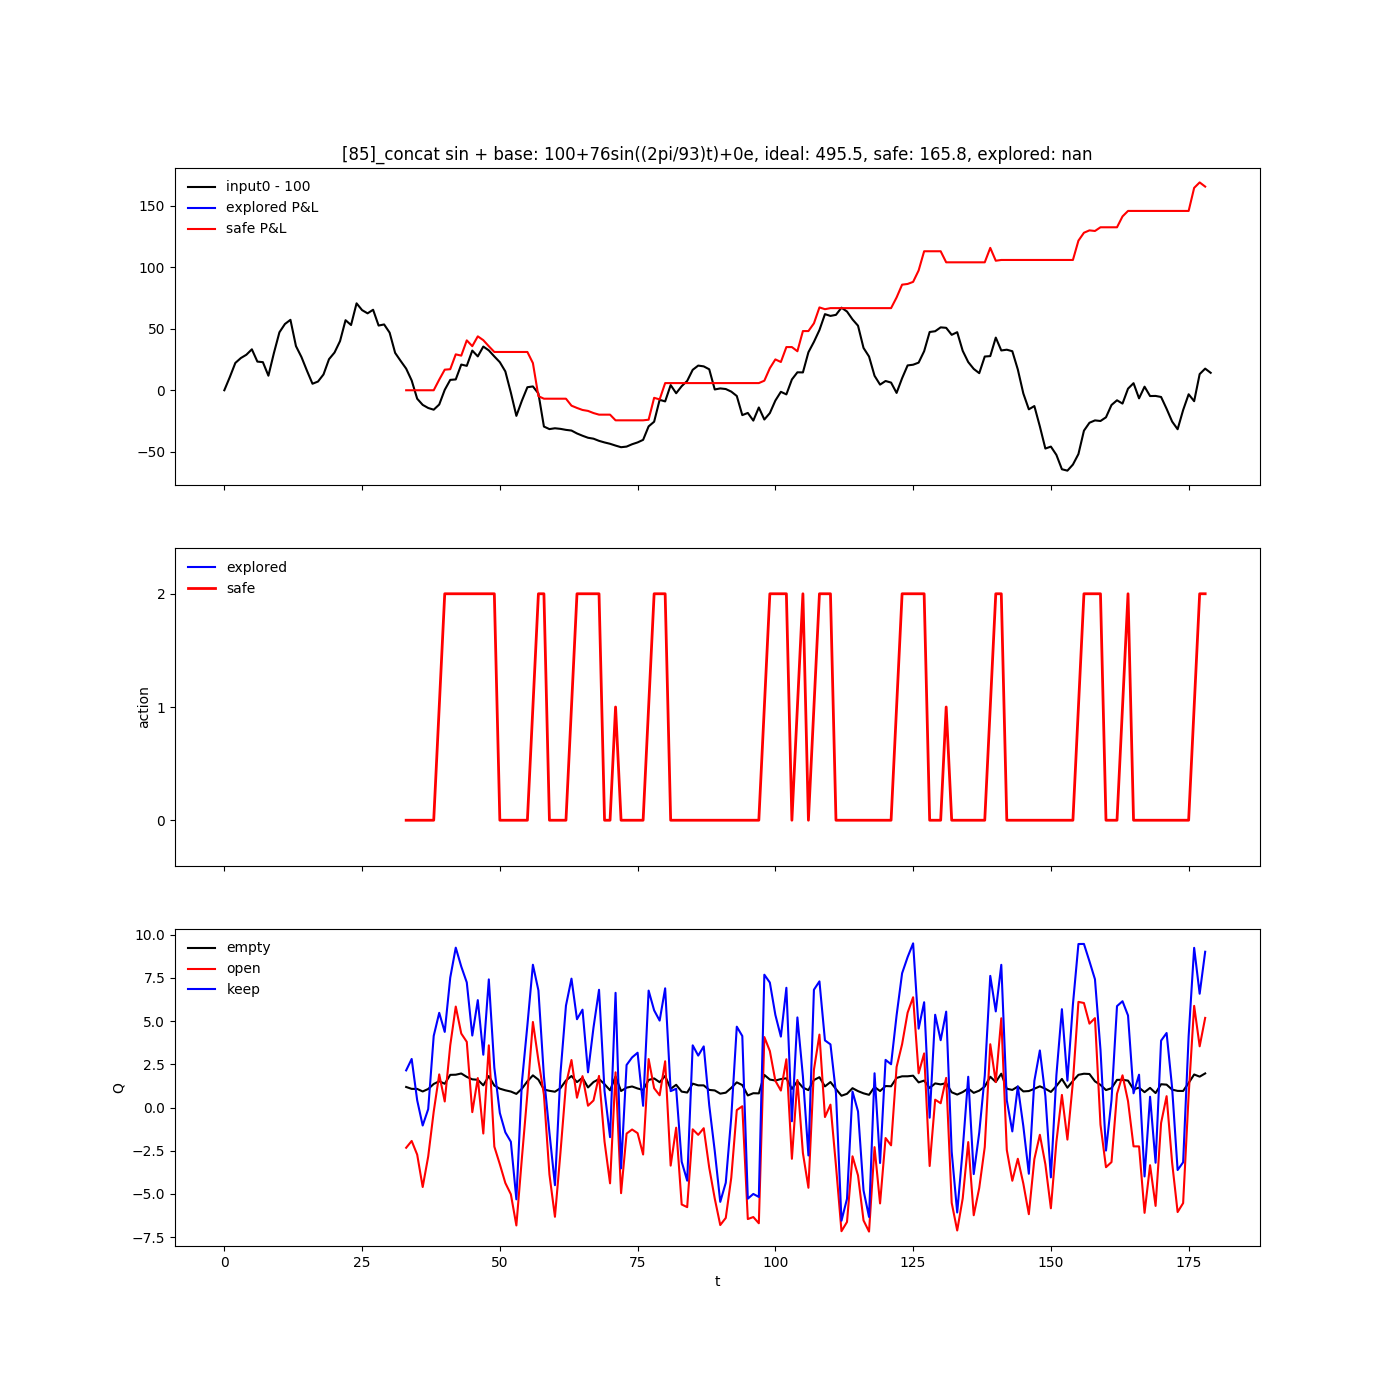 [85]_concat sin + base: 100+76sin((2pi/93)t)+0e, ideal: 495.5, safe: 165.8, explored: nan
input0 - 100
explored P&L
safe P&L
150
100
50
0
−50
explored
safe
2
1
0
action
empty
open
keep
10.0
7.5
5.0
2.5
0.0
−2.5
−5.0
−7.5
Q
0 25 50 75 100 125 150 175
t